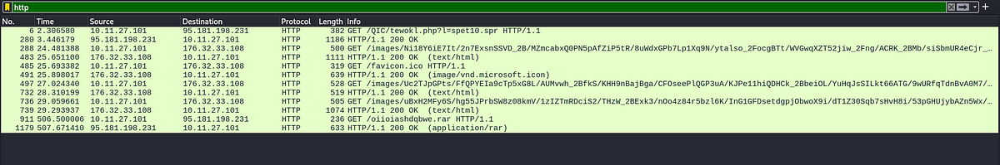 http
No. Time Source Destination Protocol Length Info
6 2.306580 10.11.27.101 95.181.198.231 HTTP 382 GET /QIC/tewokl.php?l=spet10.spr HTTP/1.1
280 3.446179 95.181.198.231 10.11.27.101 HTTP 1186 HTTP/1.1 200 OK
288 24.481388 10.11.27.101 176.32.33.108 HTTP 500 GET /images/Ni18Y6iE7It/2n7ExsnSSVD_2B/MZmcabxQ0PN5pAfZiP5tR/8uWdxGPb7Lp1Xq9N/ytalso_2FocgBTt/WVGwqXZT52jiw_2Fng/ACRK_2BMb/siSbmUR4eCjr_…
483 25.651100 176.32.33.108 10.11.27.101 HTTP 1111 HTTP/1.1 200 OK (text/html)
485 25.693382 10.11.27.101 176.32.33.108 HTTP 319 GET /favicon.ico HTTP/1.1
491 25.898017 176.32.33.108 10.11.27.101 HTTP 639 HTTP/1.1 200 OK (image/vnd.microsoft.icon)
497 27.024340 10.11.27.101 176.32.33.108 HTTP 528 GET /images/Uc2TJpGPts/FfQPYEIa9cTp5xG8L/AUMvwh_2BfkS/KHH9nBajBga/CFOseePlQGP3uA/KJPe11hiQDHCk_2BbeiOL/YuHqJsSILkt66ATG/9wURfqTdnBvA0M7/…
732 28.310199 176.32.33.108 10.11.27.101 HTTP 519 HTTP/1.1 200 OK (text/html)
736 29.059661 10.11.27.101 176.32.33.108 HTTP 505 GET /images/uBxH2MFy6S/hg55JPrbSW8z08kmV/1zIZTmRDciS2/THzW_2BExk3/nOo4z84r5bzl6K/InG1GFDsetdgpjObwoX9i/dT1Z30Sqb7sHvH8i/53pGHUjybAZn5Wx/…
739 29.293937 176.32.33.108 10.11.27.101 HTTP 1074 HTTP/1.1 200 OK (text/html)
911 506.500006 10.11.27.101 95.181.198.231 HTTP 236 GET /oiioiashdqbwe.rar HTTP/1.1
1179 507.671410 95.181.198.231 10.11.27.101 HTTP 633 HTTP/1.1 200 OK (application/rar)